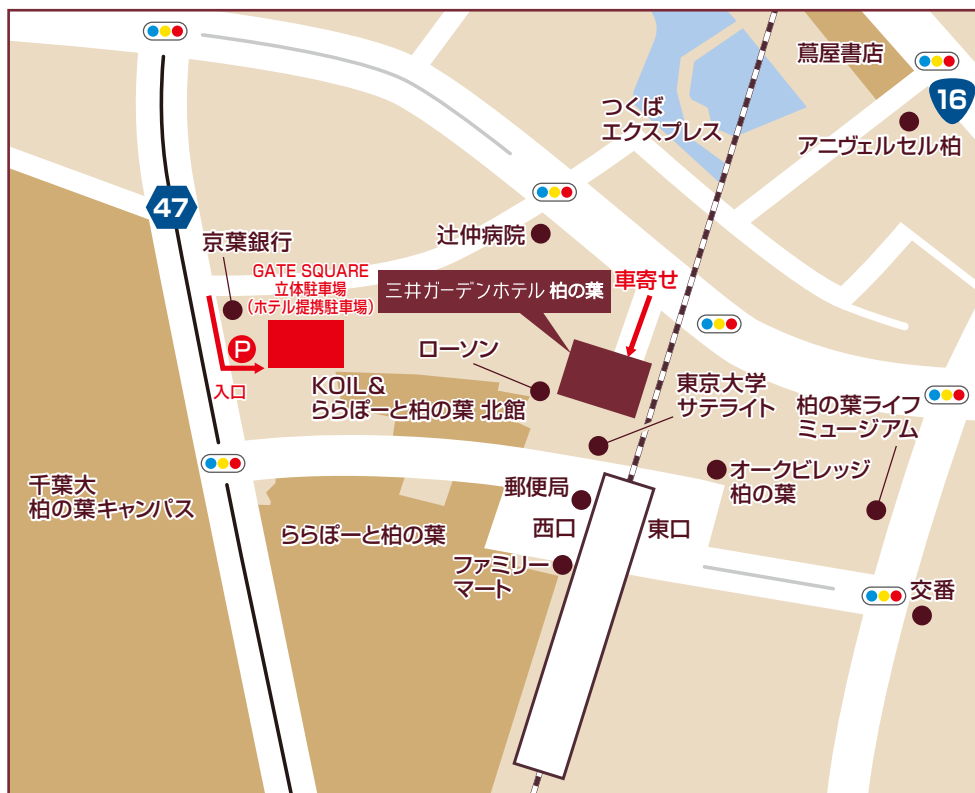 蔦屋書店
16
つくば
エクスプレス
アニヴェルセル柏
47
京葉銀行
辻仲病院
GATE SQUARE
立体駐車場
(ホテル提携駐車場)
三井ガーデンホテル 柏の葉
車寄せ
P
入口
ローソン
KOIL&
ららぽーと柏の葉 北館
東京大学
サテライト
柏の葉ライフ
ミュージアム
千葉大
柏の葉キャンパス
郵便局
オークビレッジ
柏の葉
ららぽーと柏の葉
西口
東口
ファミリー
マート
交番